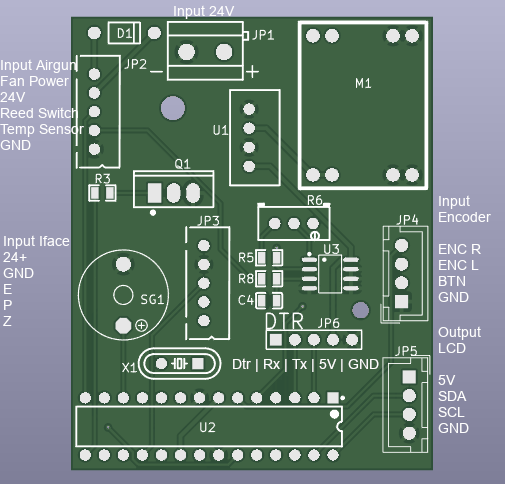 Input 24V
D1
JP1
Input Airgun
Fan Power
24V
Reed Switch
Temp Sensor
GND
JP2
− +
M1
U1
Q1
R3
R6
Input
Encoder
JP4
ENC R
ENC L
BTN
GND
JP3
Input Iface
24+
GND
E
P
Z
R5
U3
R8
SG1
C4
DTR
JP6
Dtr | Rx | Tx | 5V | GND
X1
Output
LCD
JP5
5V
SDA
SCL
GND
U2